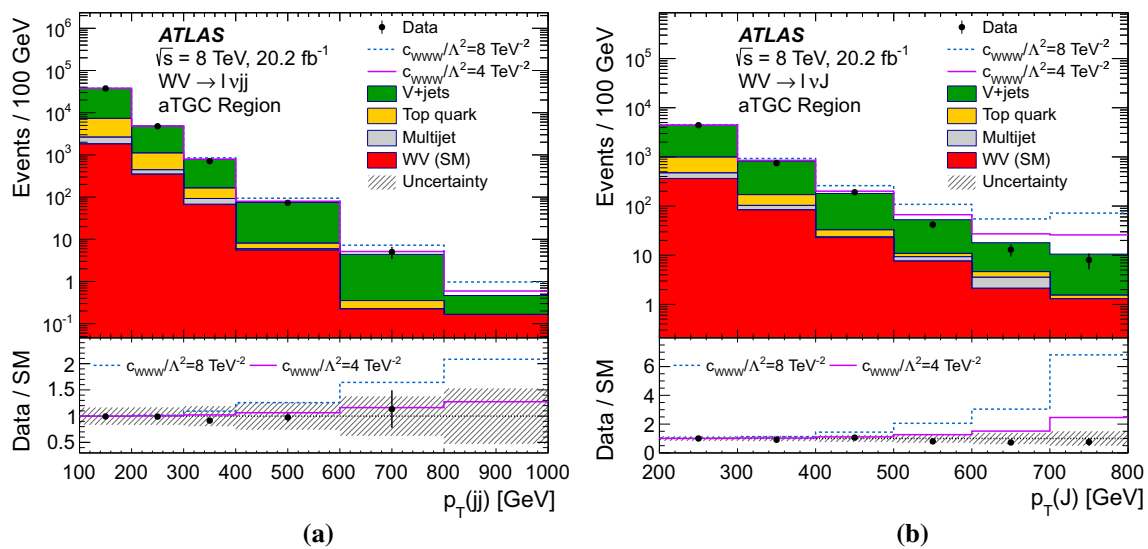 ATLAS
√s = 8 TeV, 20.2 fb⁻¹
WV → l νjj
aTGC Region
Data
c_WWW/Λ²=8 TeV⁻²
c_WWW/Λ²=4 TeV⁻²
V+jets
Top quark
Multijet
WV (SM)
Uncertainty
Events / 100 GeV
10⁶
10⁵
10⁴
10³
10²
10
1
10⁻¹
Data / SM
2
1.5
1
0.5
c_WWW/Λ²=8 TeV⁻² c_WWW/Λ²=4 TeV⁻²
100 200 300 400 500 600 700 800 900 1000
p_T(jj) [GeV]
(a)
ATLAS
√s = 8 TeV, 20.2 fb⁻¹
WV → l νJ
aTGC Region
Data
c_WWW/Λ²=8 TeV⁻²
c_WWW/Λ²=4 TeV⁻²
V+jets
Top quark
Multijet
WV (SM)
Uncertainty
Events / 100 GeV
10⁵
10⁴
10³
10²
10
1
Data / SM
6
4
2
0
c_WWW/Λ²=8 TeV⁻² c_WWW/Λ²=4 TeV⁻²
200 300 400 500 600 700 800
p_T(J) [GeV]
(b)